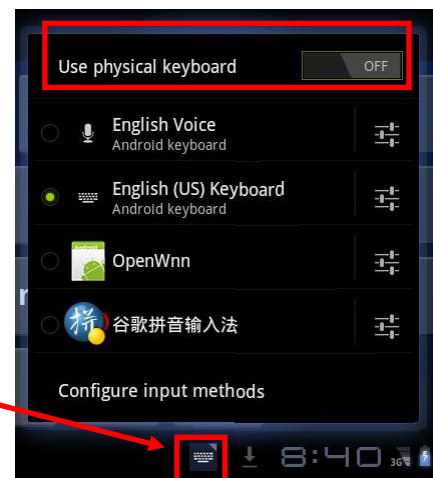 Use physical keyboard OFF
English Voice
Android keyboard
English (US) Keyboard
Android keyboard
OpenWnn
拼 谷歌拼音输入法
Configure input methods
8:40 3G